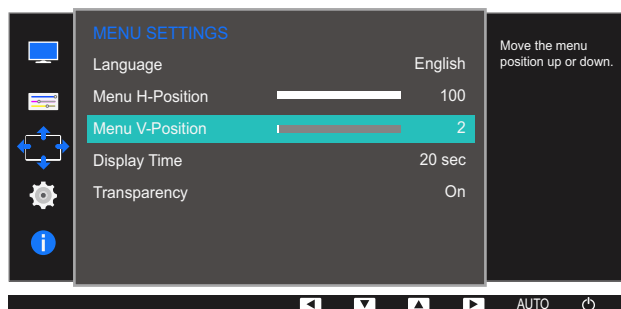 MENU SETTINGS
Language English
Menu H-Position 100
Menu V-Position 2
Display Time 20 sec
Transparency On
Move the menu
position up or down.
AUTO